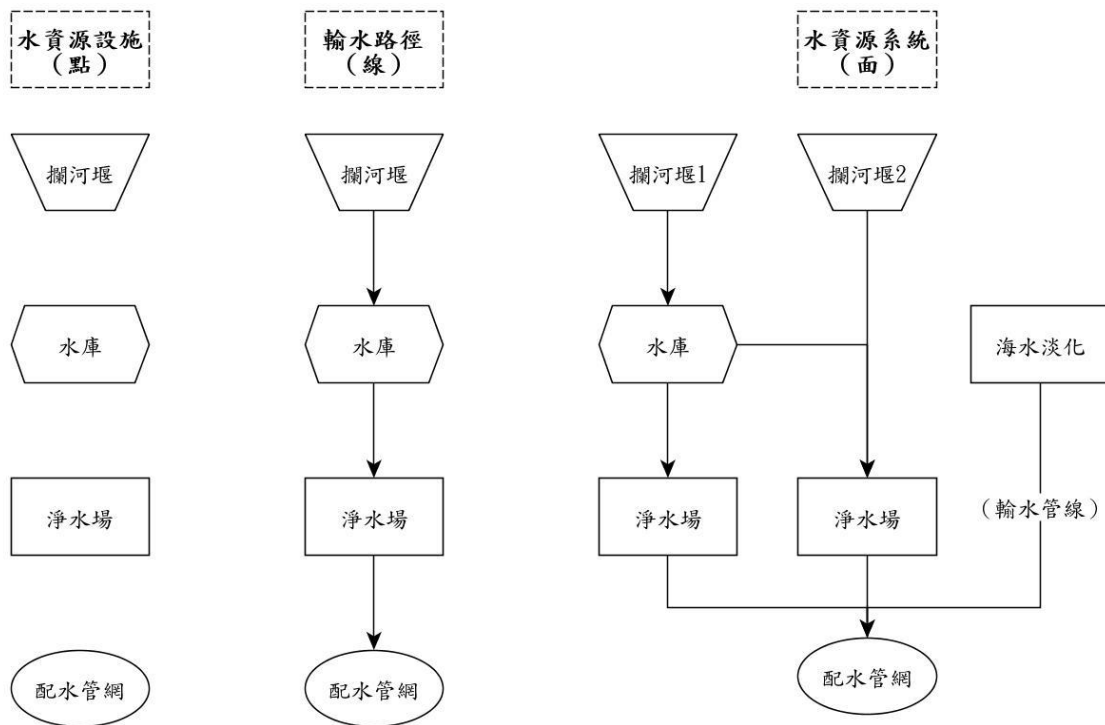 水資源設施
(點)
輸水路徑
(線)
水資源系統
(面)
攔河堰
攔河堰
攔河堰1
攔河堰2
水庫
水庫
水庫
海水淡化
淨水場
淨水場
淨水場
淨水場
(輸水管線)
配水管網
配水管網
配水管網